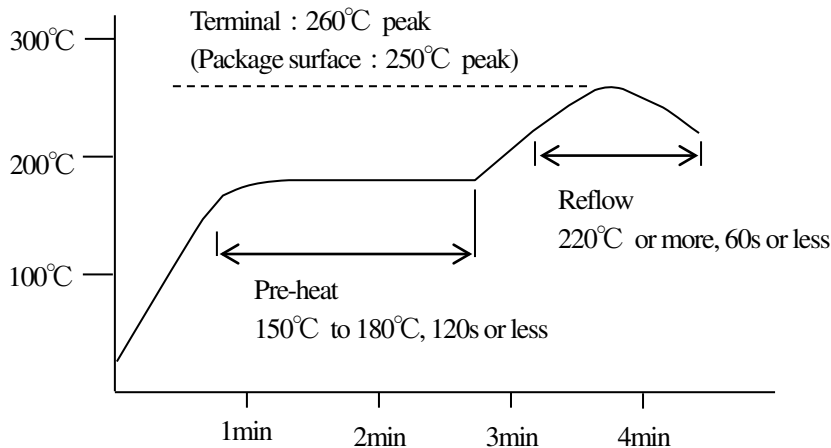 Terminal : 260℃ peak
(Package surface : 250℃ peak)
300℃
200℃
100℃
Reflow
220℃ or more, 60s or less
Pre-heat
150℃ to 180℃, 120s or less
1min
2min
3min
4min